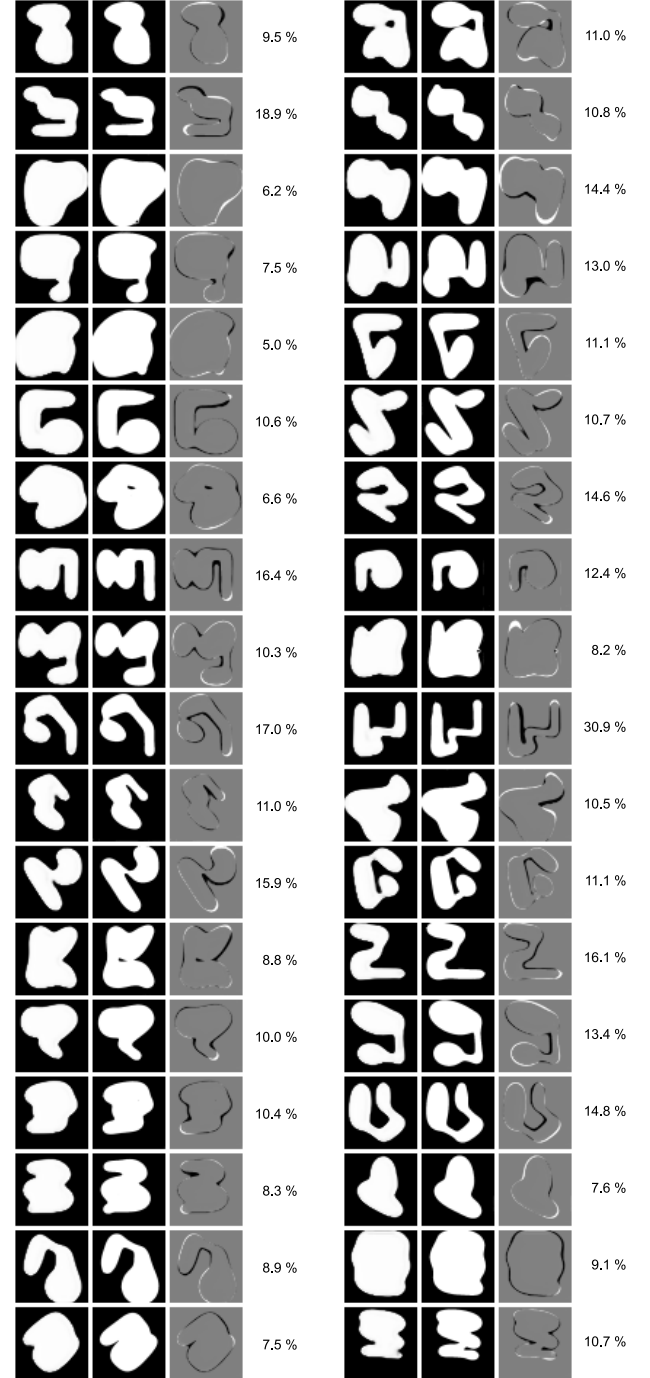 9.5 % 11.0 %
18.9 % 10.8 %
6.2 % 14.4 %
7.5 % 13.0 %
5.0 % 11.1 %
10.6 % 10.7 %
6.6 % 14.6 %
16.4 % 12.4 %
10.3 % 8.2 %
17.0 % 30.9 %
11.0 % 10.5 %
15.9 % 11.1 %
8.8 % 16.1 %
10.0 % 13.4 %
10.4 % 14.8 %
8.3 % 7.6 %
8.9 % 9.1 %
7.5 % 10.7 %